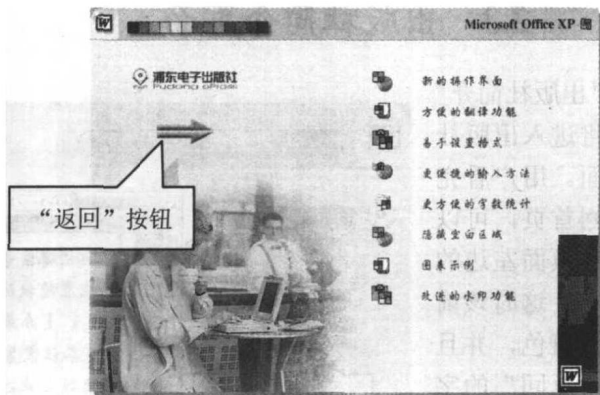 Microsoft Office XP
浦东电子出版社
Pudong ePress
新的操作界面
方便的翻译功能
易于设置格式
更便捷的输入方法
更方便的字数统计
隐藏空白区域
图表示例
改进的水印功能
“返回”按钮